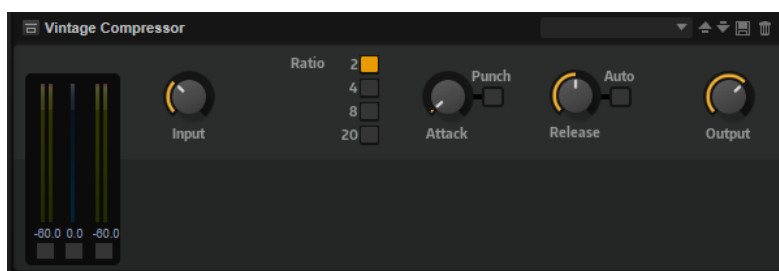 Vintage Compressor
Ratio 2
4
8
20
Input
Attack
Punch
Release
Auto
Output
-60.0 0.0 -60.0